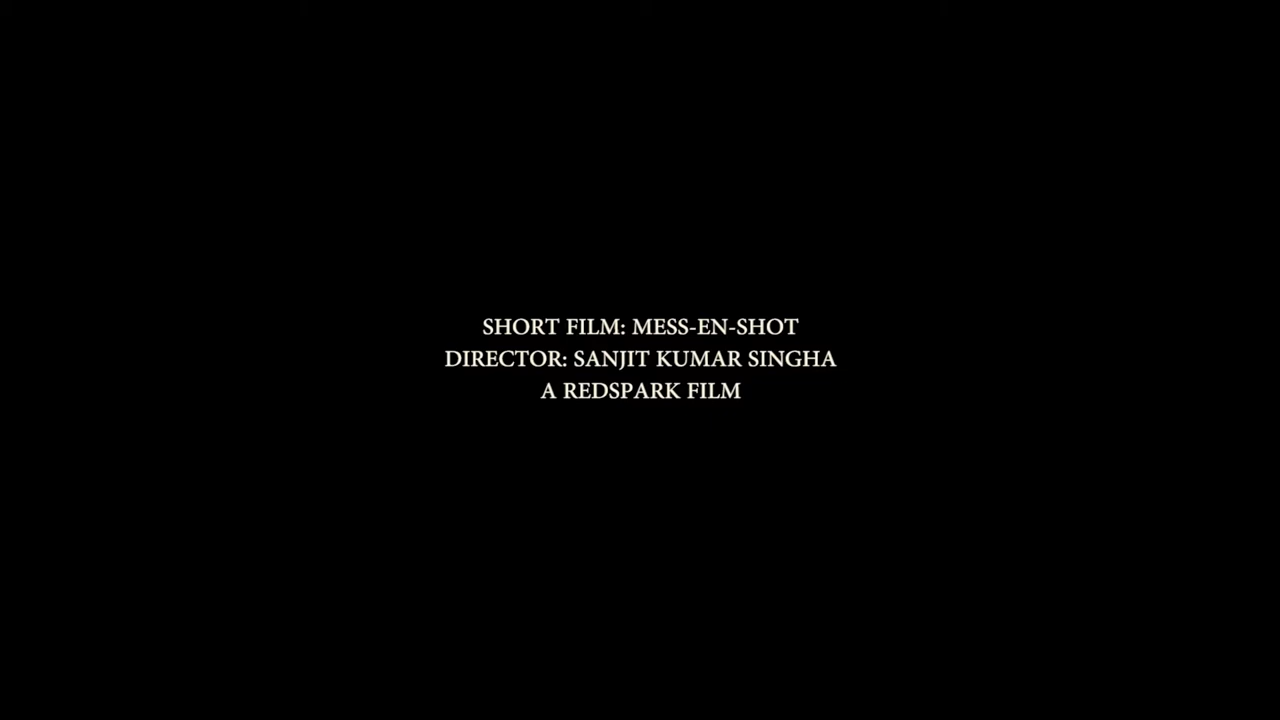 SHORT FILM: MESS-EN-SHOT
DIRECTOR: SANJIT KUMAR SINGHA
A REDSPARK FILM